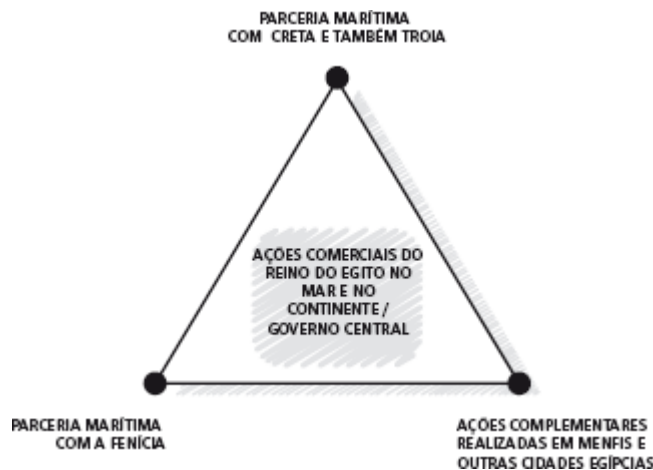 PARCERIA MARÍTIMA
COM CRETA E TAMBÉM TROIA
AÇÕES COMERCIAIS DO
REINO DO EGITO NO
MAR E NO
CONTINENTE /
GOVERNO CENTRAL
PARCERIA MARÍTIMA
COM A FENÍCIA
AÇÕES COMPLEMENTARES
REALIZADAS EM MENFIS E
OUTRAS CIDADES EGÍPCIAS